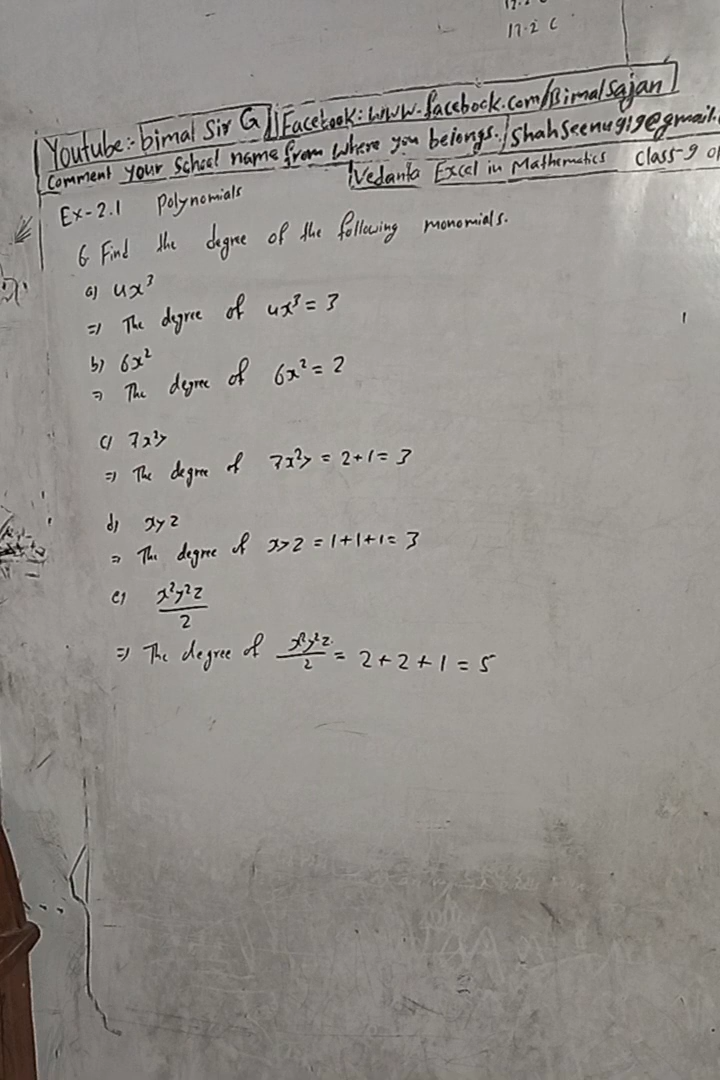 17.2 C
Youtube:- bimal Sir G || Facebook: www.facebook.com/Bimalsajan
Comment your School name from where you belongs. / Shahseenu919@gmail.
Vedanta Excel in Mathematics Class-9 of
Ex-2.1 Polynomials
6. Find the degree of the following monomials.
a) 4x³
=) The degree of 4x³ = 3
b) 6x²
=) The degree of 6x² = 2
c) 7x²y
=) The degree of 7x²y = 2+1 = 3
d) xyz
=) The degree of xyz = 1+1+1 = 3
e) x²y²z/2
=) The degree of x²y²z/2 = 2+2+1 = 5